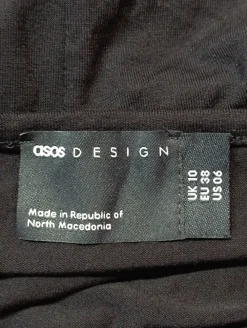 asos DESIGN
Made in Republic of
North Macedonia
UK 10
EU 38
US 06